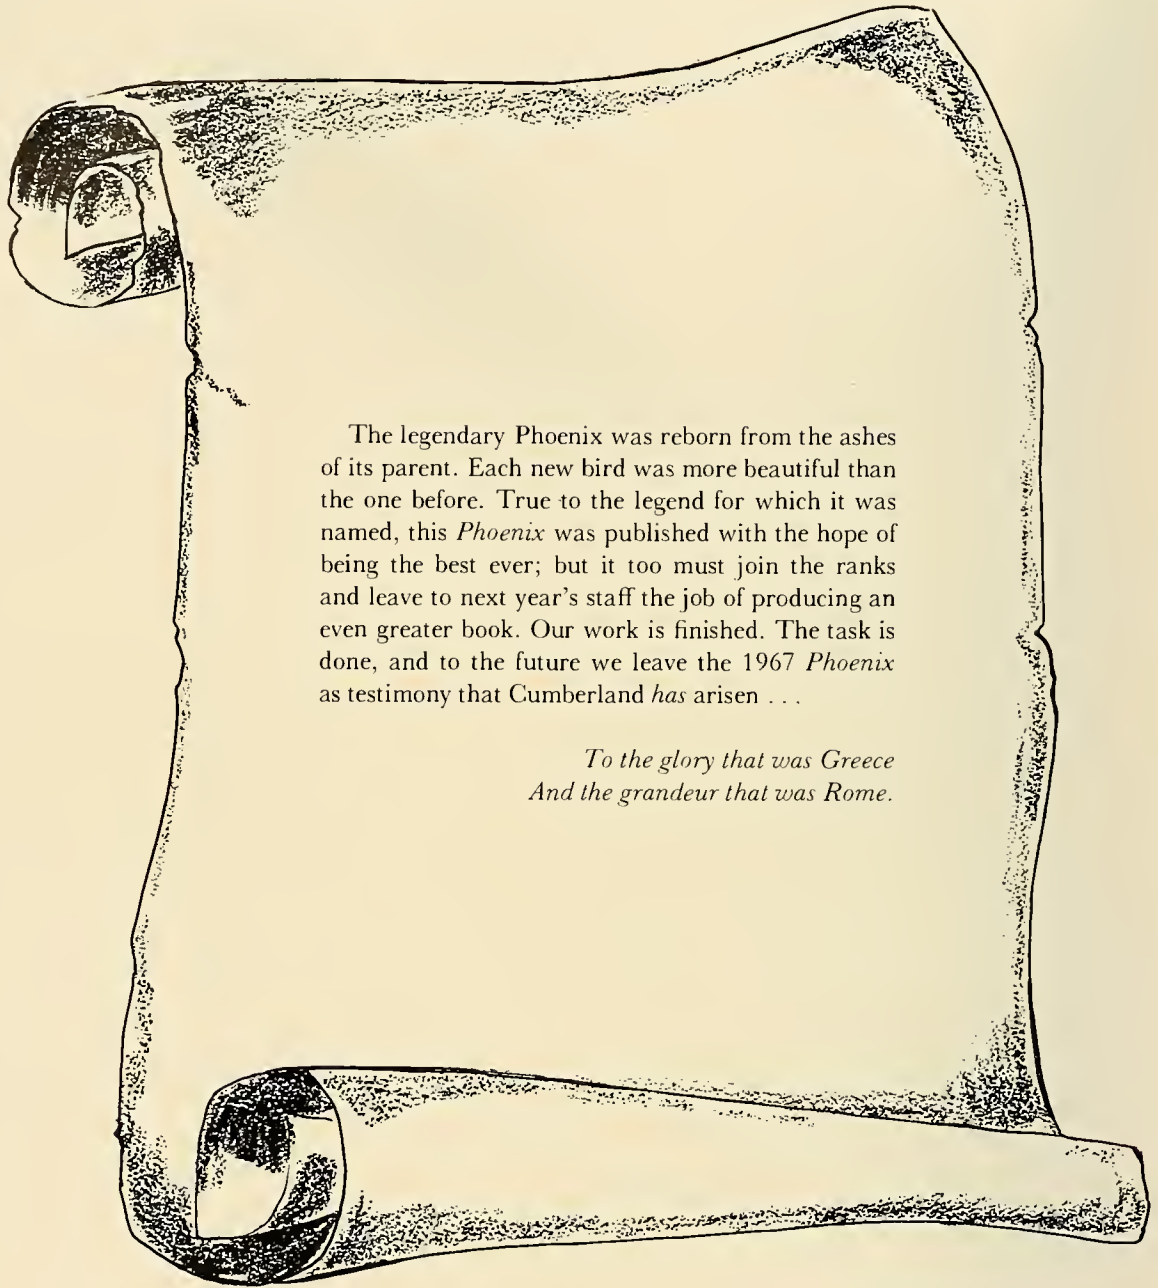 The legendary Phoenix was reborn from the ashes
of its parent. Each new bird was more beautiful than
the one before. True to the legend for which it was
named, this Phoenix was published with the hope of
being the best ever; but it too must join the ranks
and leave to next year's staff the job of producing an
even greater book. Our work is finished. The task is
done, and to the future we leave the 1967 Phoenix
as testimony that Cumberland has arisen . . .
To the glory that was Greece
And the grandeur that was Rome.